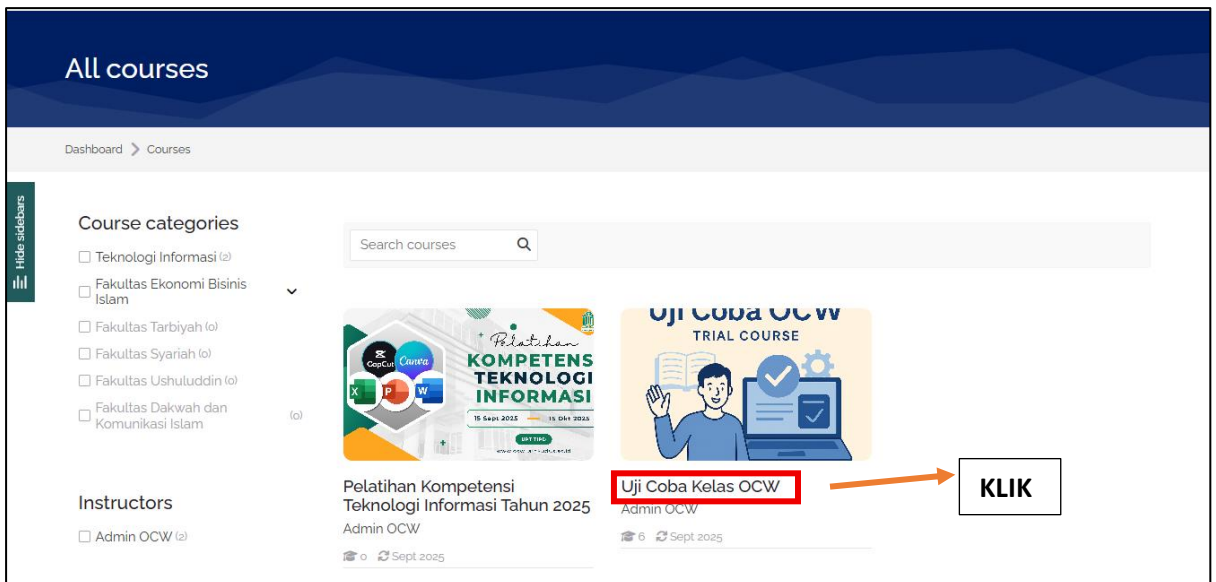 All courses
Dashboard > Courses
Hide sidebars
Course categories
Teknologi Informasi (2)
Fakultas Ekonomi Bisinis
Islam
Fakultas Tarbiyah (0)
Fakultas Syariah (0)
Fakultas Ushuluddin (0)
Fakultas Dakwah dan
Komunikasi Islam (0)
Instructors
Admin OCW (2)
Search courses
Pelatihan
KOMPETENS
TEKNOLOGI
INFORMASI
15 Sept 2025 15 Okt 2025
CapCut
Canva
X
P
W
Pelatihan Kompetensi
Teknologi Informasi Tahun 2025
Admin OCW
0 Sept 2025
Uji Coba OCW
TRIAL COURSE
Uji Coba Kelas OCW
Admin OCW
6 Sept 2025
KLIK